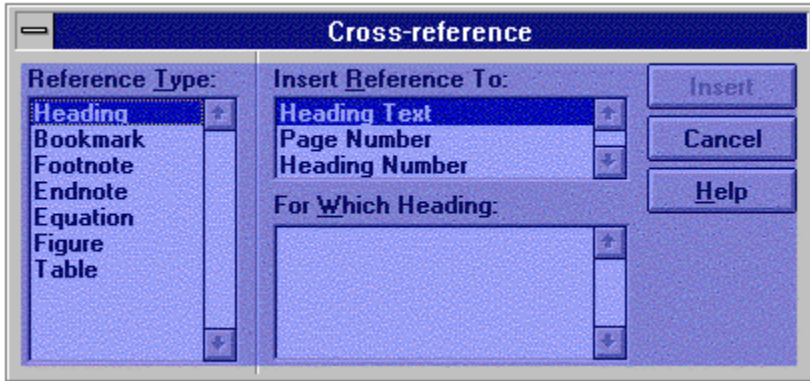 Cross-reference
Reference Type:
Heading
Bookmark
Footnote
Endnote
Equation
Figure
Table
Insert Reference To:
Heading Text
Page Number
Heading Number
For Which Heading:
Insert
Cancel
Help